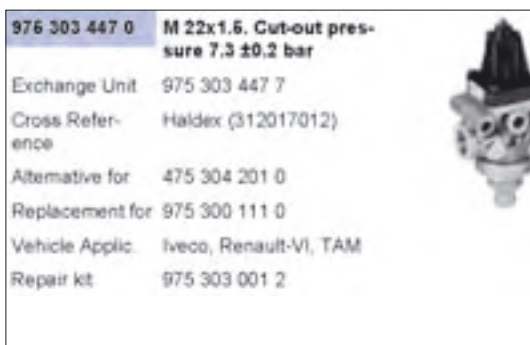 976 303 447 0 M 22x1.5. Cut-out pres-
sure 7.3 ±0.2 bar
Exchange Unit 975 303 447 7
Cross Refer- Haldex (312017012)
ence
Alternative for 475 304 201 0
Replacement for 975 300 111 0
Vehicle Applic. Iveco, Renault-VI, TAM
Repair kit 975 303 001 2